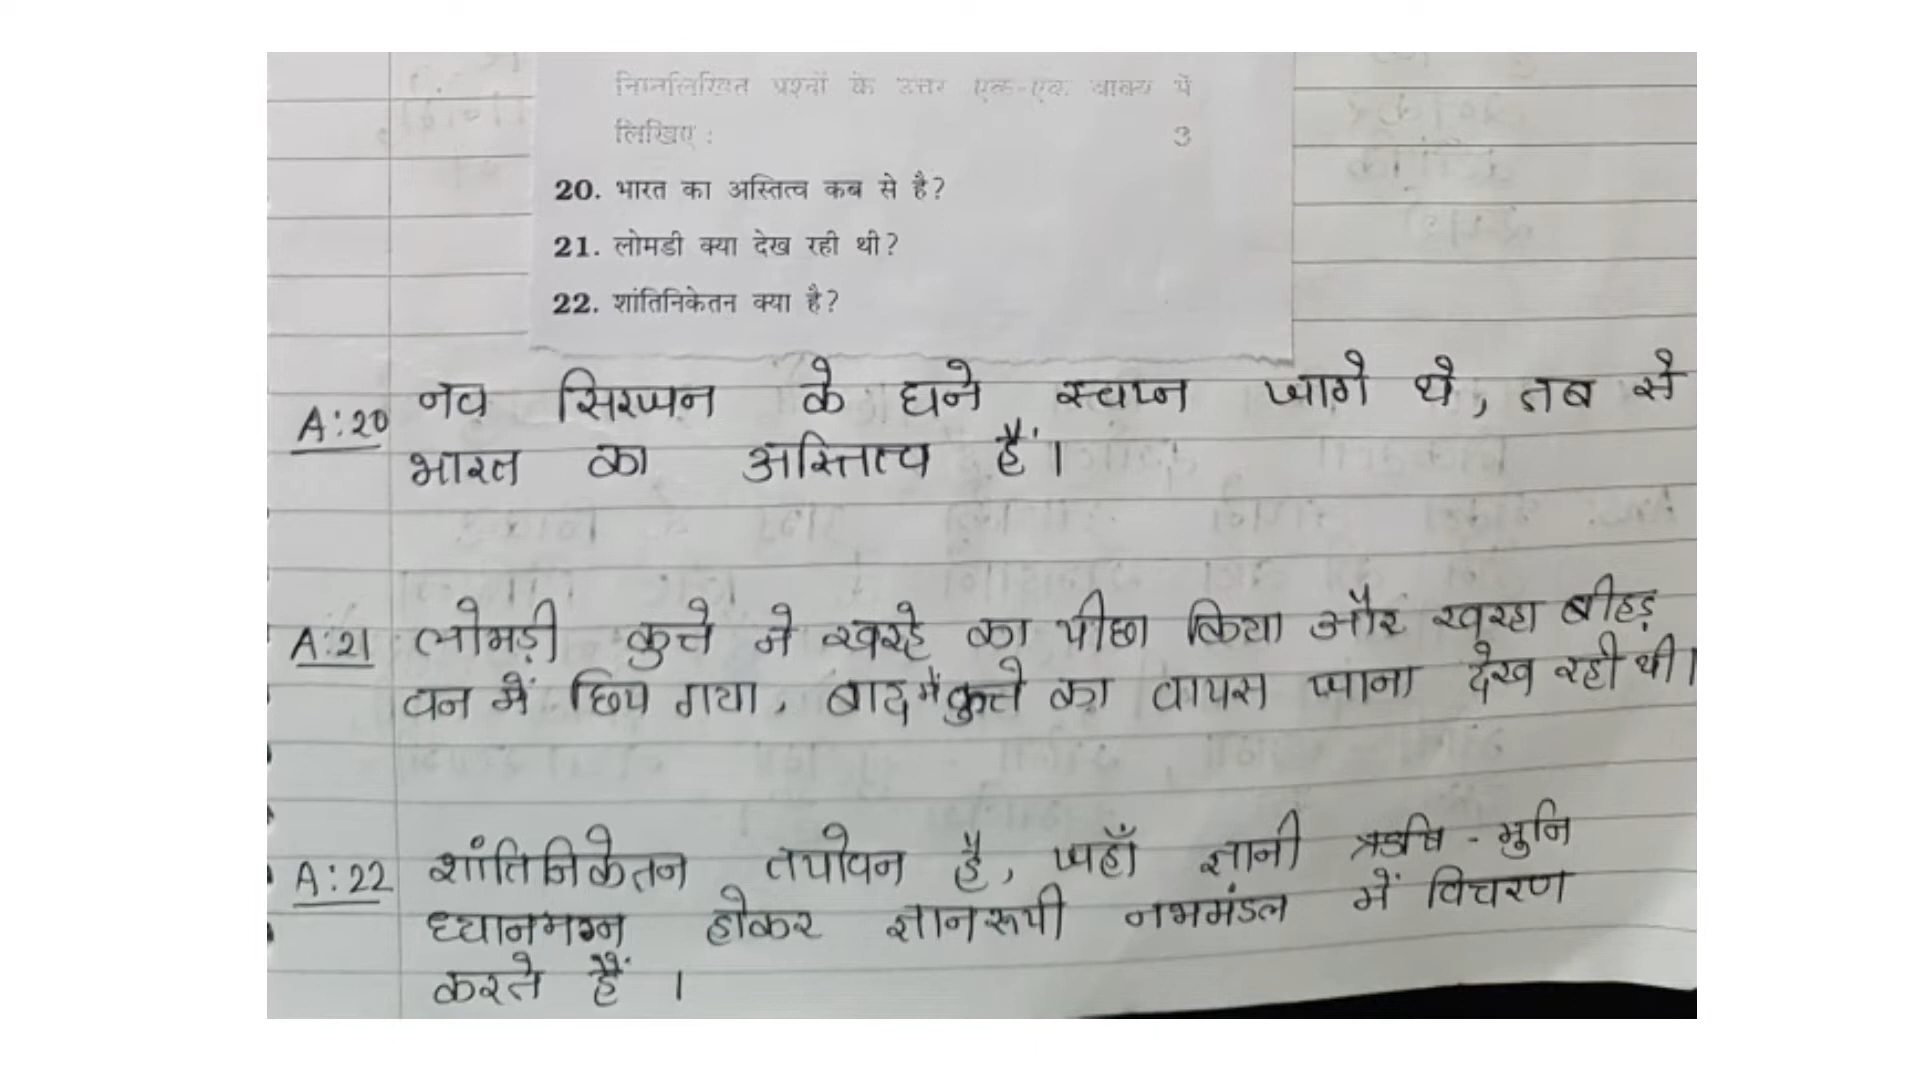 निम्नलिखित प्रश्नों के उत्तर एक-एक वाक्य में
लिखिए : 3
20. भारत का अस्तित्व कब से है?
21. लोमडी क्या देख रही थी?
22. शांतिनिकेतन क्या है?
A:20 नव सिरजन के घने स्वप्न जागे थे, तब से
भारत का अस्तित्व हैं।
A:21 लोमड़ी कुत्ते ने खरहे का पीछा किया और खरहा बीहड़
वन में छिप गया, बाद में कुत्ते का वापस जाना देख रही थी।
A:22 शांतिनिकेतन तपोवन है, जहाँ ज्ञानी ऋषि - मुनि
ध्यानमग्न होकर ज्ञानरूपी नभमंडल में विचरण
करते हैं ।